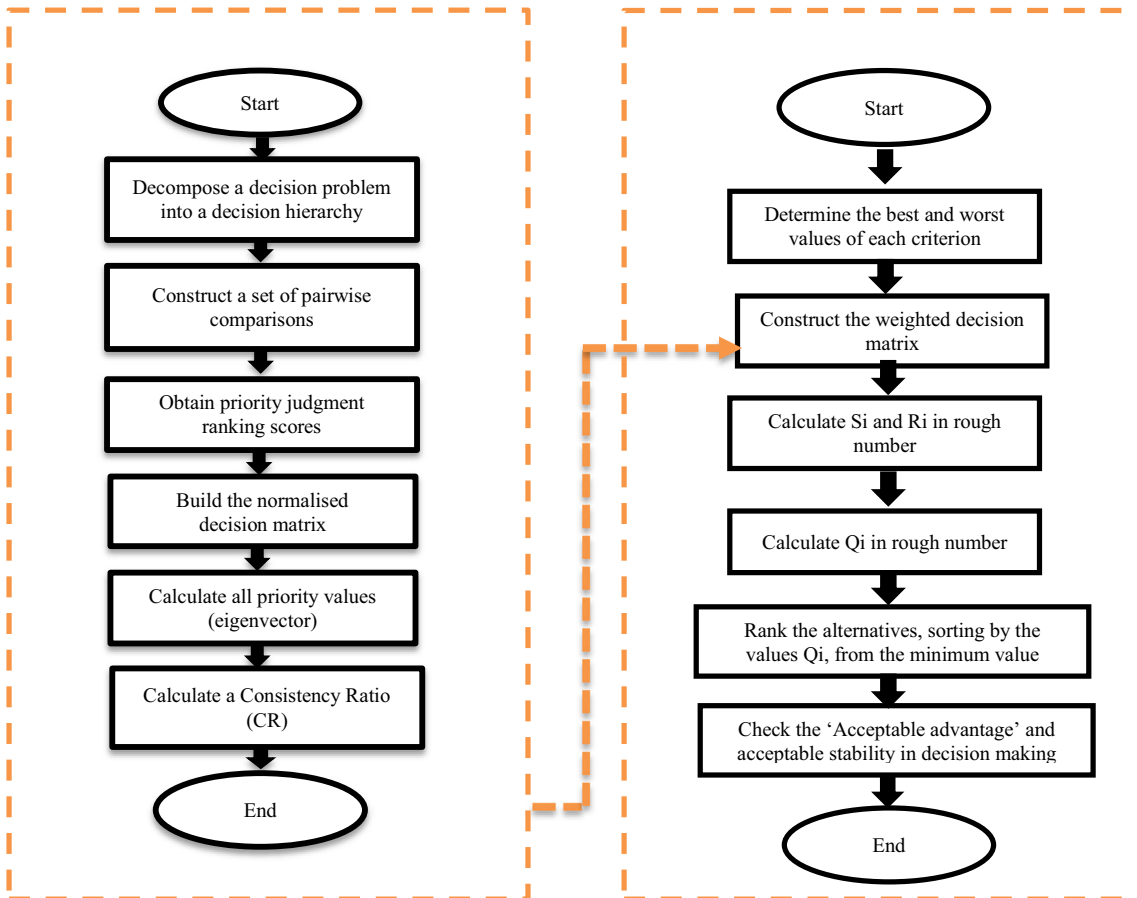 Start
Decompose a decision problem
into a decision hierarchy
Construct a set of pairwise
comparisons
Obtain priority judgment
ranking scores
Build the normalised
decision matrix
Calculate all priority values
(eigenvector)
Calculate a Consistency Ratio
(CR)
End
Start
Determine the best and worst
values of each criterion
Construct the weighted decision
matrix
Calculate Si and Ri in rough
number
Calculate Qi in rough number
Rank the alternatives, sorting by the
values Qi, from the minimum value
Check the ‘Acceptable advantage’ and
acceptable stability in decision making
End